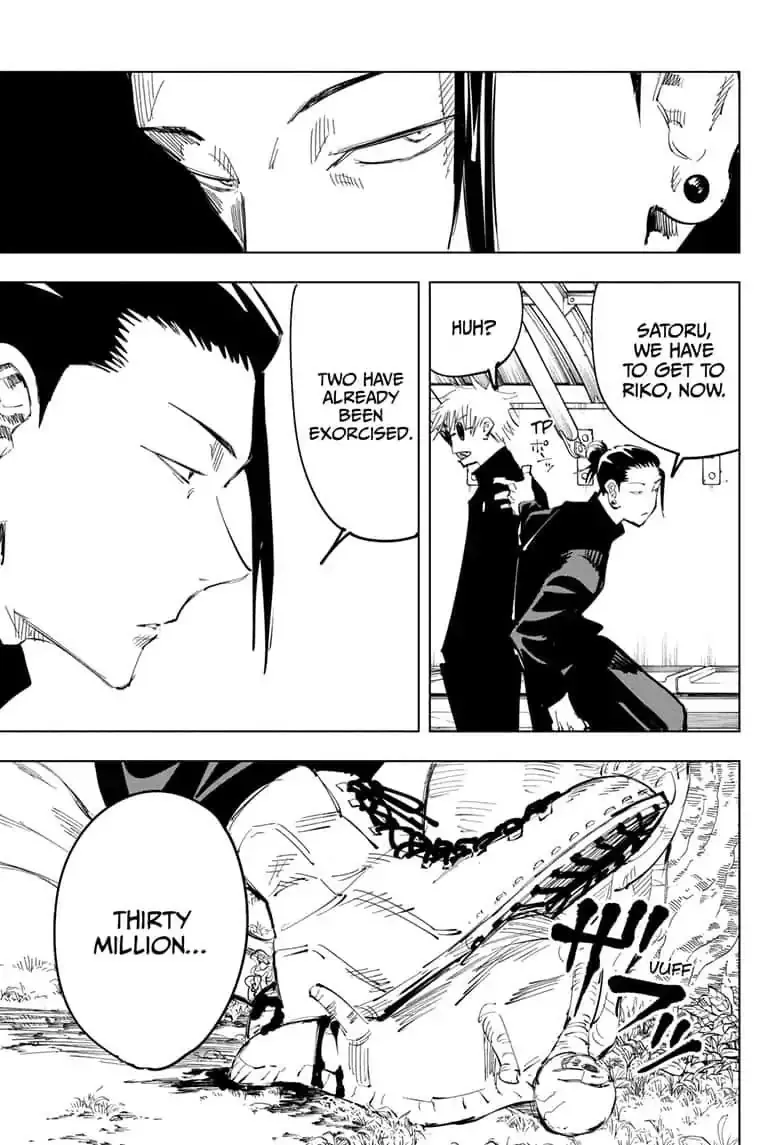 SATORU,
WE HAVE
TO GET TO
RIKO, NOW.
HUH?
TP
ポン
TWO HAVE
ALREADY
BEEN
EXORCISED.
THIRTY
MILLION...
ザッ
VUFF